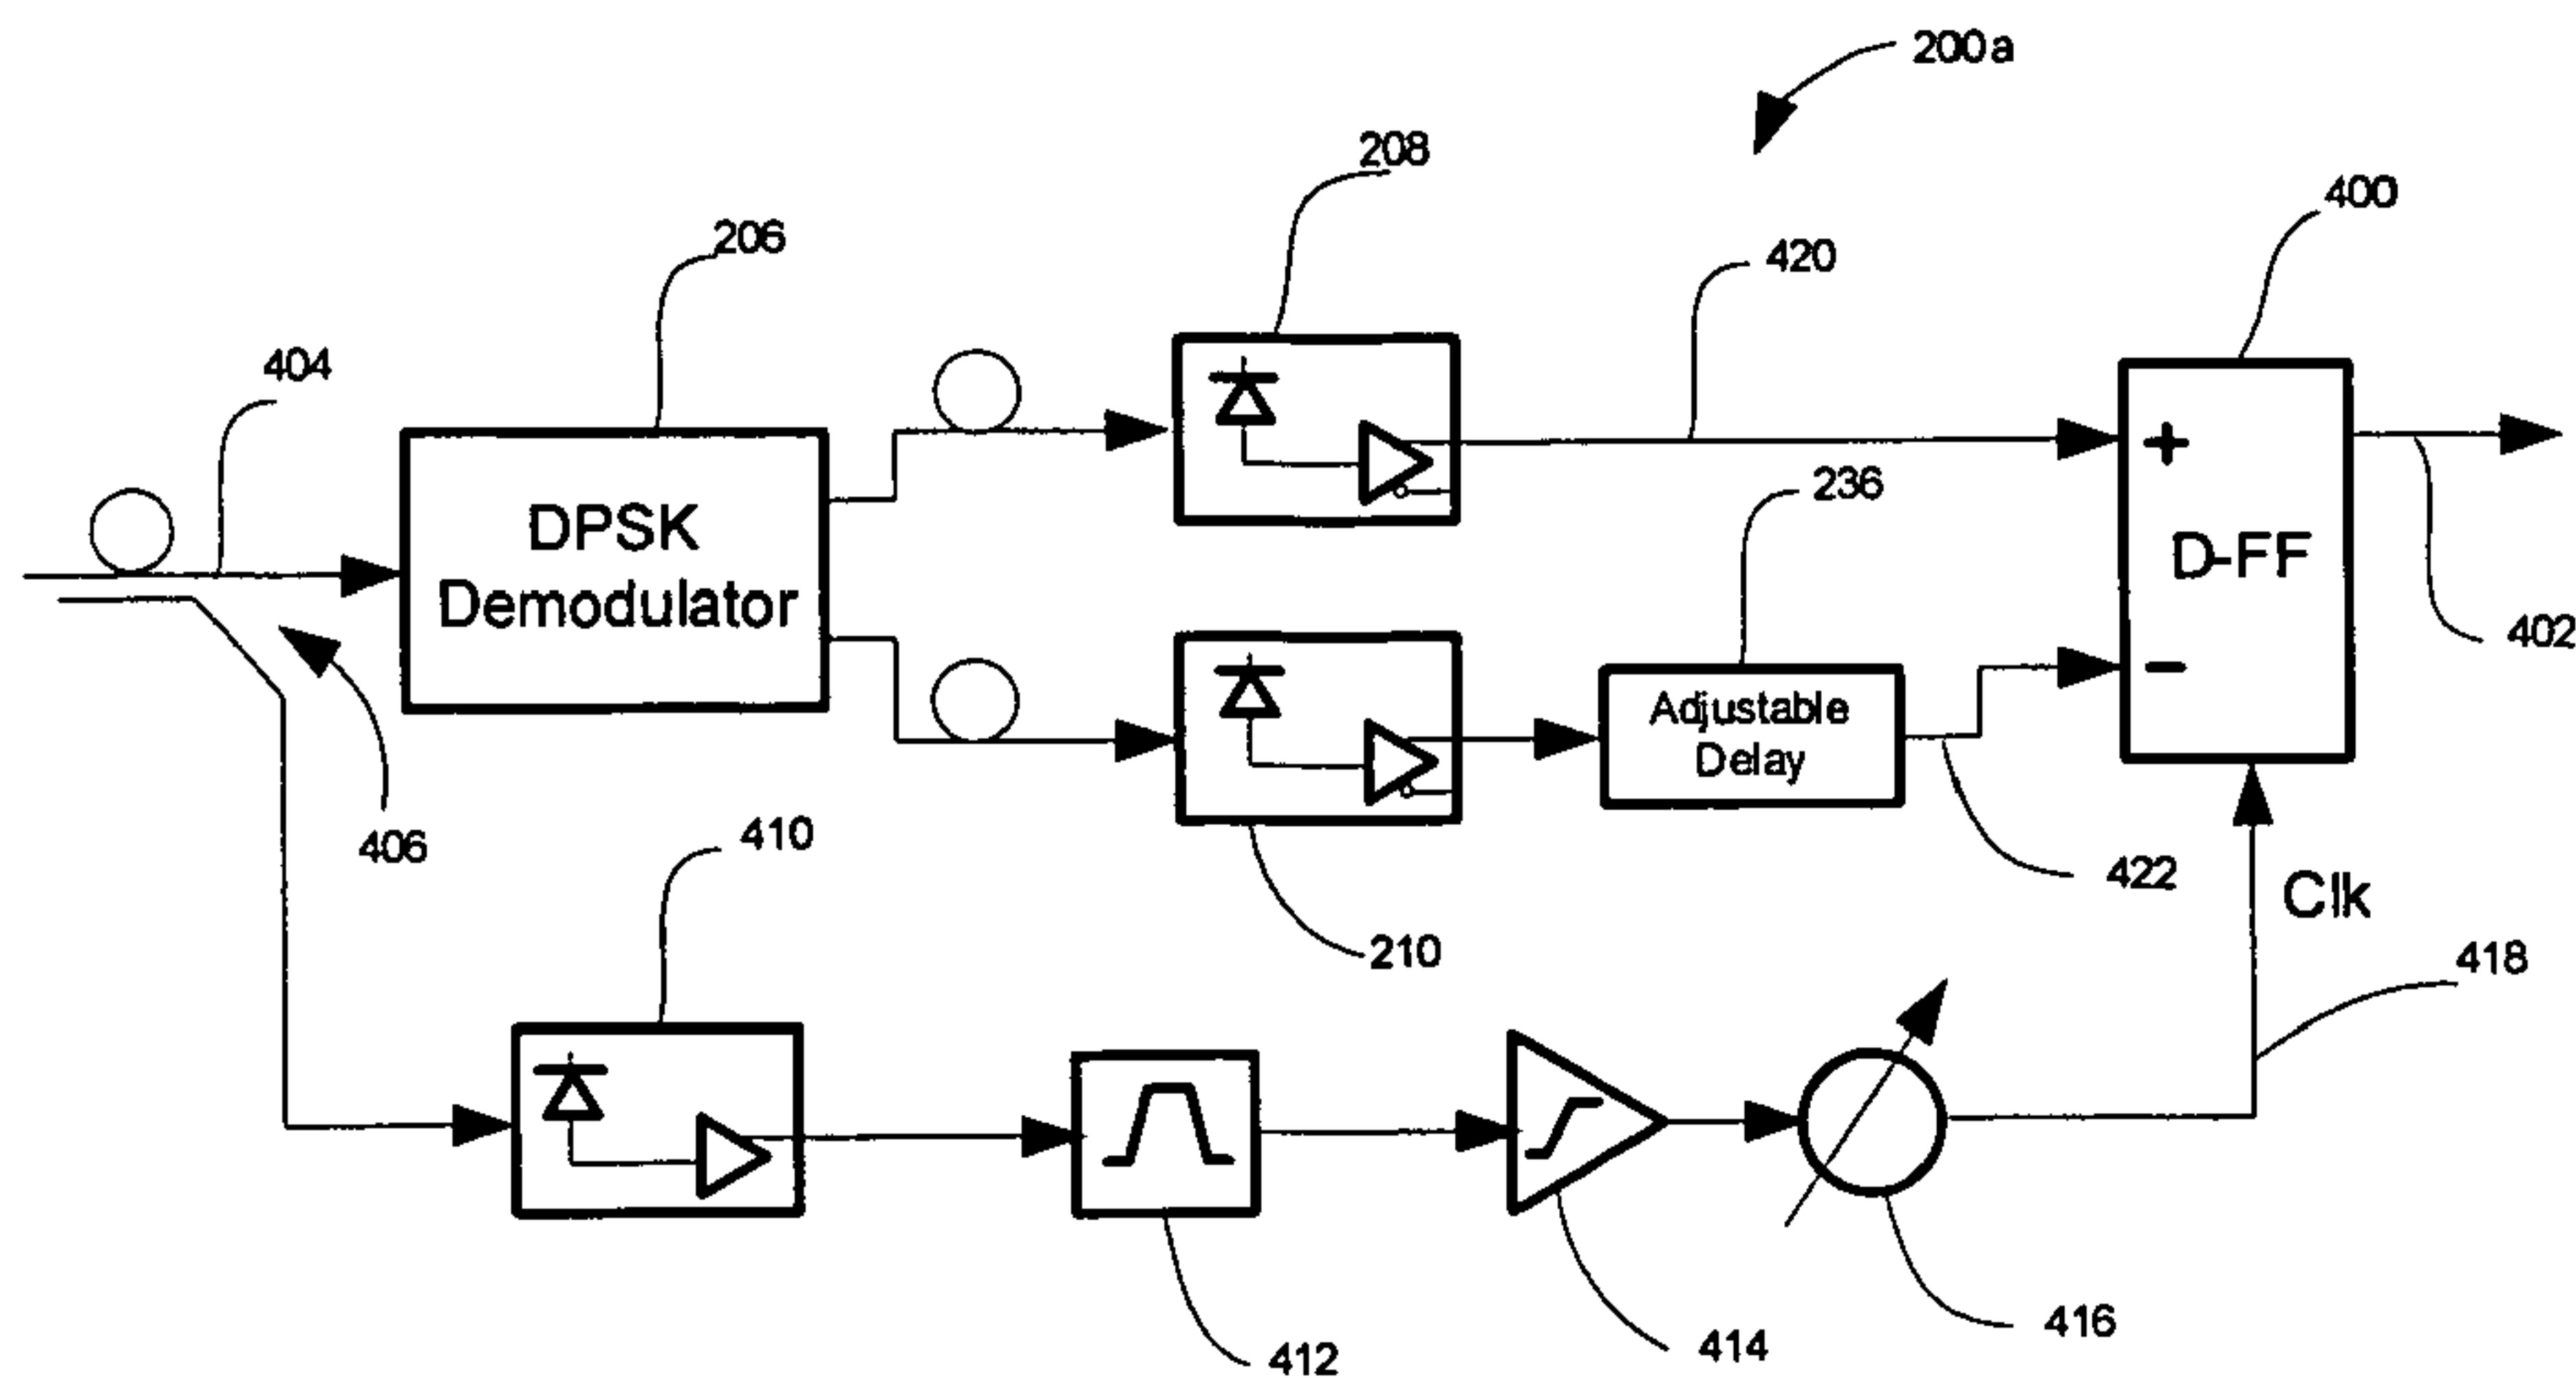 200a
208
400
206
420
404
236
+
DPSK
Demodulator
D-FF
402
−
Adjustable
Delay
410
406
422
Clk
210
418
416
414
412